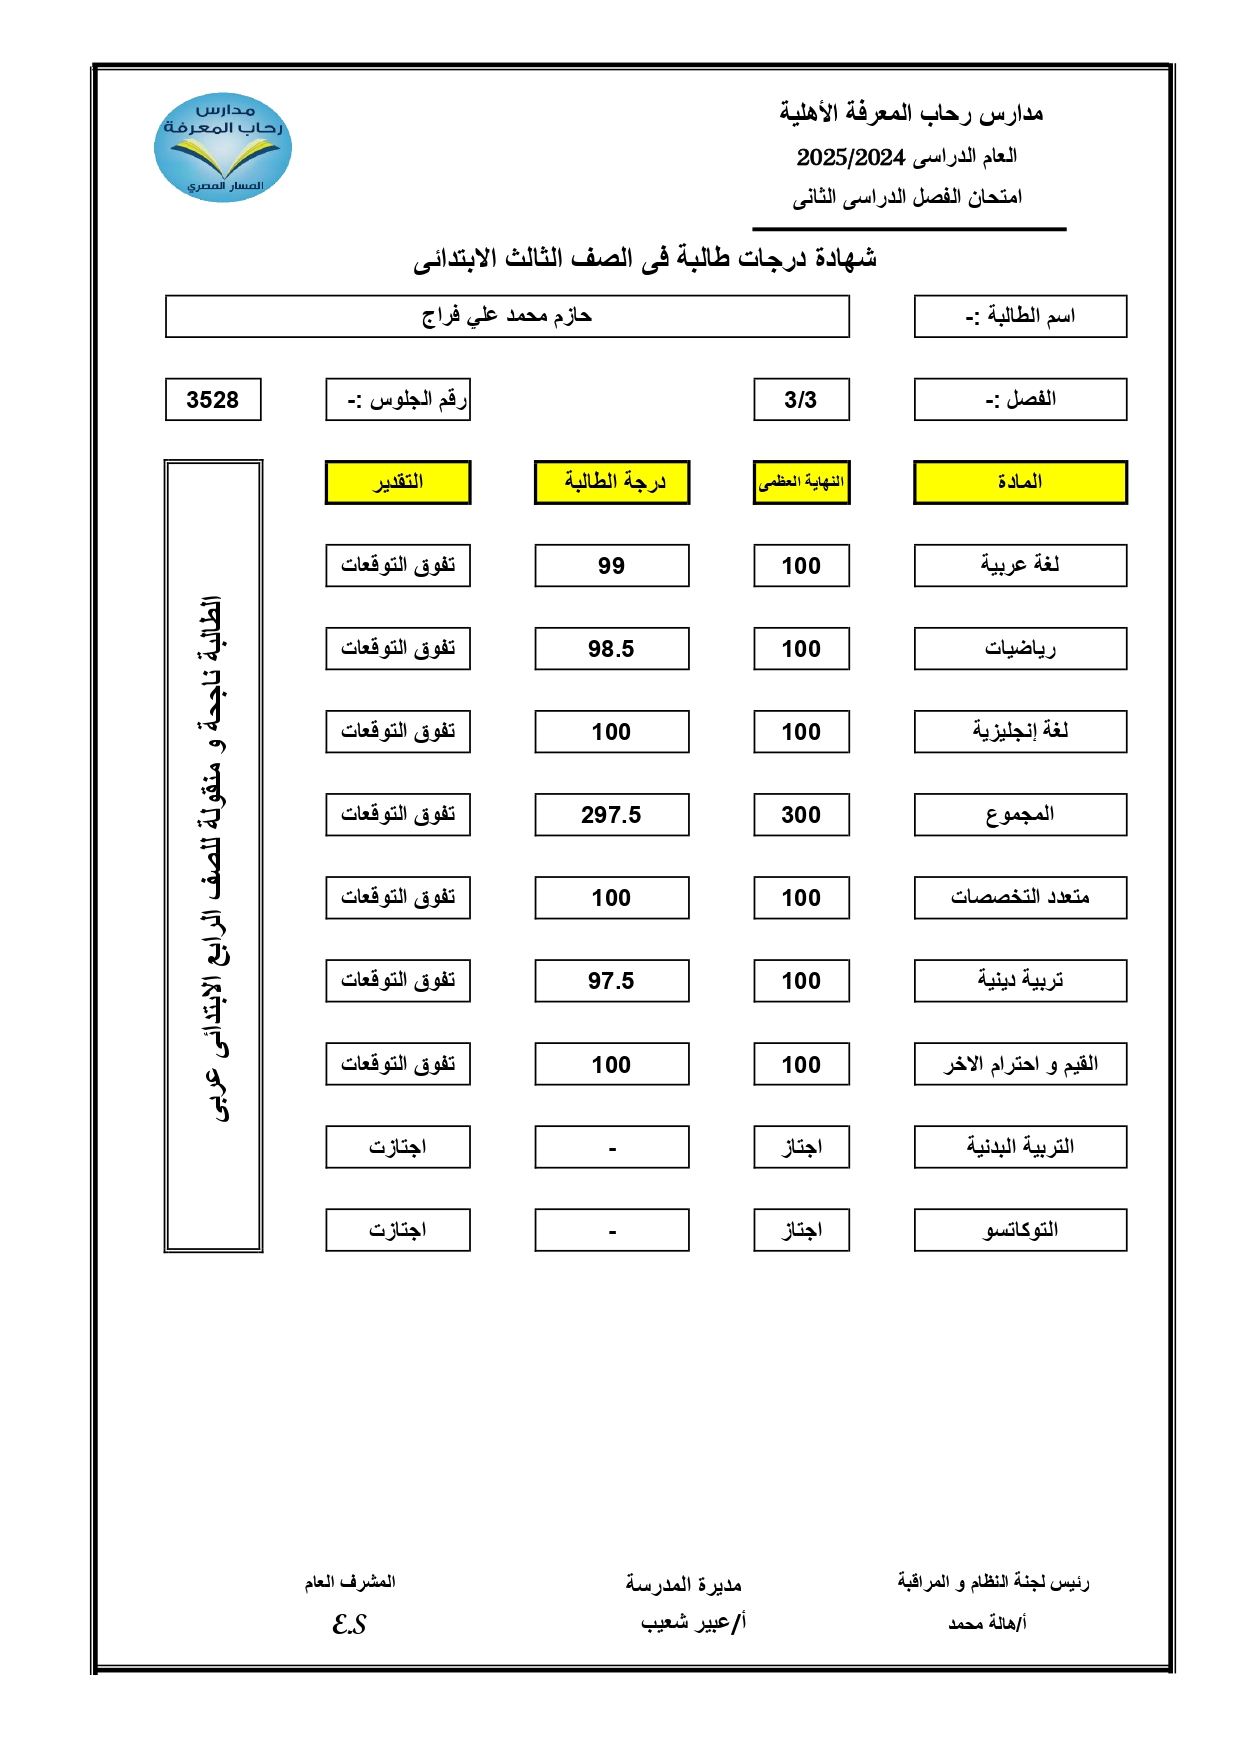 مدارس رحاب المعرفة الأهلية
العام الدراسى 2025/2024
امتحان الفصل الدراسى الثانى
مدارس
رحاب المعرفة
المسار المصري
شهادة درجات طالبة فى الصف الثالث الابتدائى
اسم الطالبة :- حازم محمد علي فراج
الفصل :- 3/3 رقم الجلوس :- 3528
المادة النهاية العظمى درجة الطالبة التقدير
لغة عربية 100 99 تفوق التوقعات
رياضيات 100 98.5 تفوق التوقعات
لغة إنجليزية 100 100 تفوق التوقعات
المجموع 300 297.5 تفوق التوقعات
متعدد التخصصات 100 100 تفوق التوقعات
تربية دينية 100 97.5 تفوق التوقعات
القيم و احترام الاخر 100 100 تفوق التوقعات
التربية البدنية اجتاز - اجتازت
التوكاتسو اجتاز - اجتازت
الطالبة ناجحة و منقولة للصف الرابع الابتدائى عربى
رئيس لجنة النظام و المراقبة مديرة المدرسة المشرف العام
أ/هالة محمد أ/عبير شعيب E.S